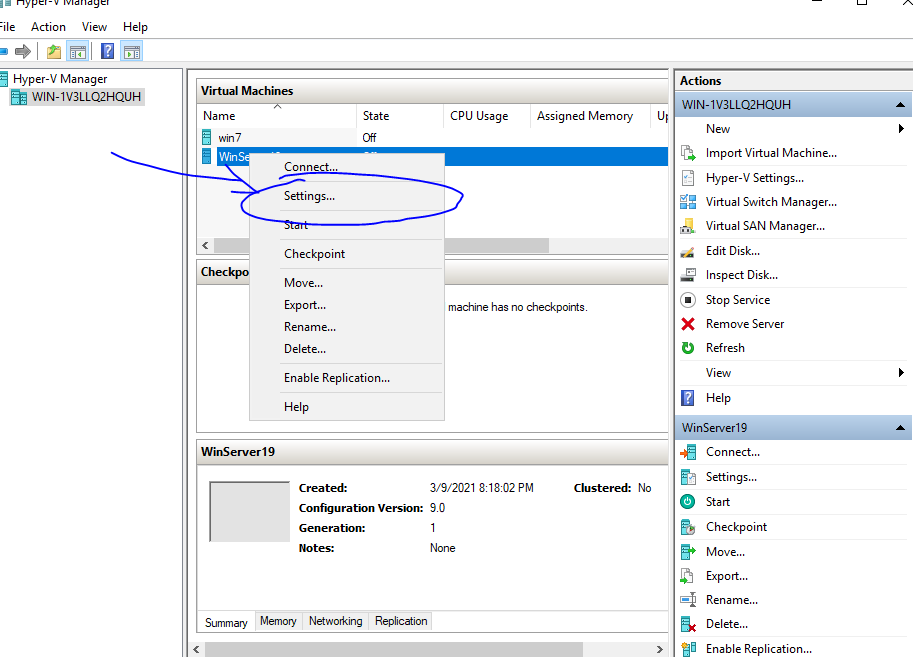 Hyper-V Manager
File Action View Help
Hyper-V Manager
WIN-1V3LLQ2HQUH
Virtual Machines
Name State CPU Usage Assigned Memory Up
win7 Off
WinSe
Connect...
Settings...
Start
Checkpoint
Move...
Export...
Rename...
Delete...
Enable Replication...
Help
Checkpo
machine has no checkpoints.
WinServer19
Created: 3/9/2021 8:18:02 PM Clustered: No
Configuration Version: 9.0
Generation: 1
Notes: None
Summary Memory Networking Replication
Actions
WIN-1V3LLQ2HQUH
New
Import Virtual Machine...
Hyper-V Settings...
Virtual Switch Manager...
Virtual SAN Manager...
Edit Disk...
Inspect Disk...
Stop Service
Remove Server
Refresh
View
Help
WinServer19
Connect...
Settings...
Start
Checkpoint
Move...
Export...
Rename...
Delete...
Enable Replication...